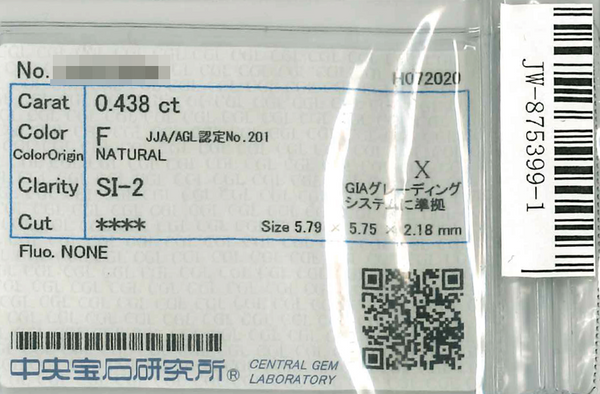 No.
H072020
Carat 0.438 ct
Color F JJA/AGL認定No.201
ColorOrigin NATURAL
X
Clarity SI-2
GIAグレーディング
システムに準拠
Cut ****
Size 5.79 × 5.75 × 2.18 mm
Fluo. NONE
中央宝石研究所® CENTRAL GEM
LABORATORY
JW-875399-1